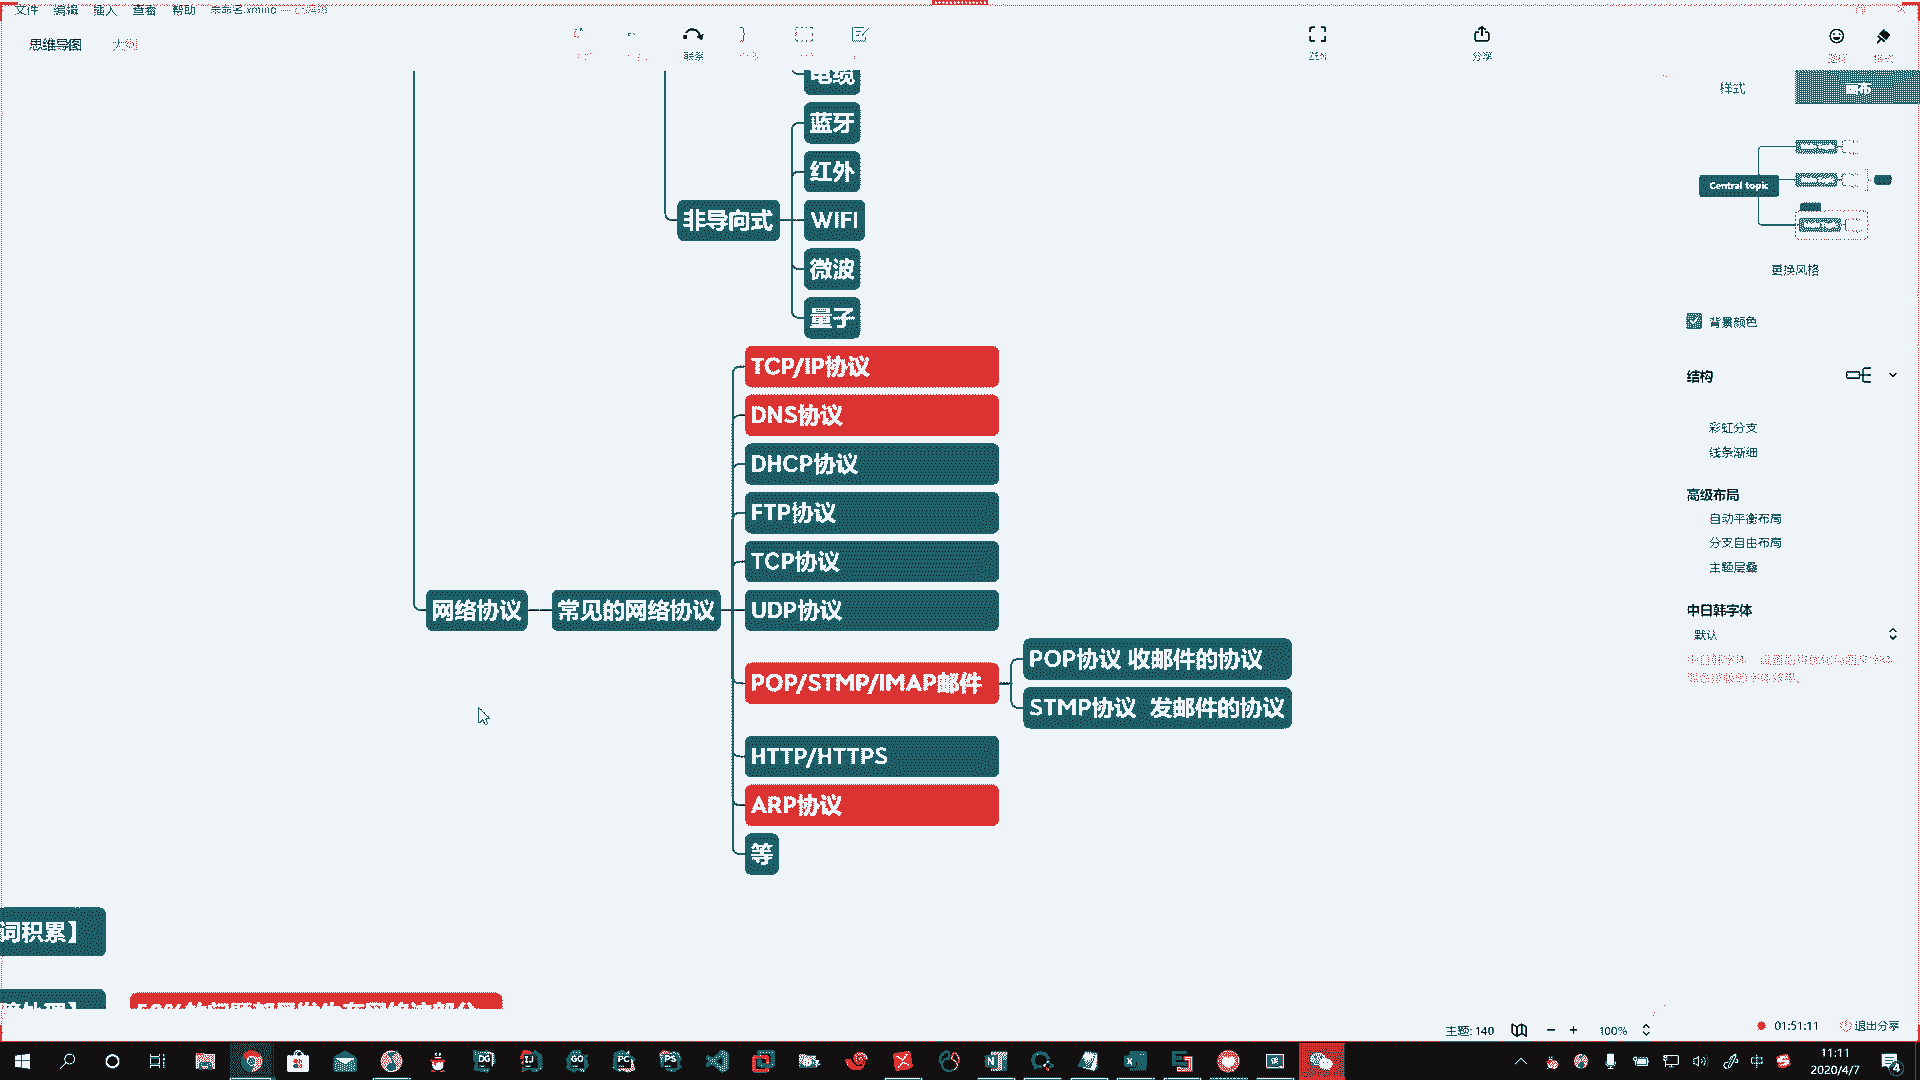 文件 编辑 插入 查看 帮助 未命名.xmind
思维导图 大纲
联系
分享
样式 画布
电缆
蓝牙
红外
非导向式
WIFI
微波
量子
Central topic
更换风格
背景颜色
结构
彩虹分支
线条渐细
高级布局
自动平衡布局
分支自由布局
主题层叠
中日韩字体
默认
TCP/IP协议
DNS协议
DHCP协议
FTP协议
TCP协议
网络协议
常见的网络协议
UDP协议
POP/STMP/IMAP邮件
POP协议 收邮件的协议
STMP协议 发邮件的协议
HTTP/HTTPS
ARP协议
等
词积累】
主题: 140
100%
01:51:11
退出分享
11:11
2020/4/7